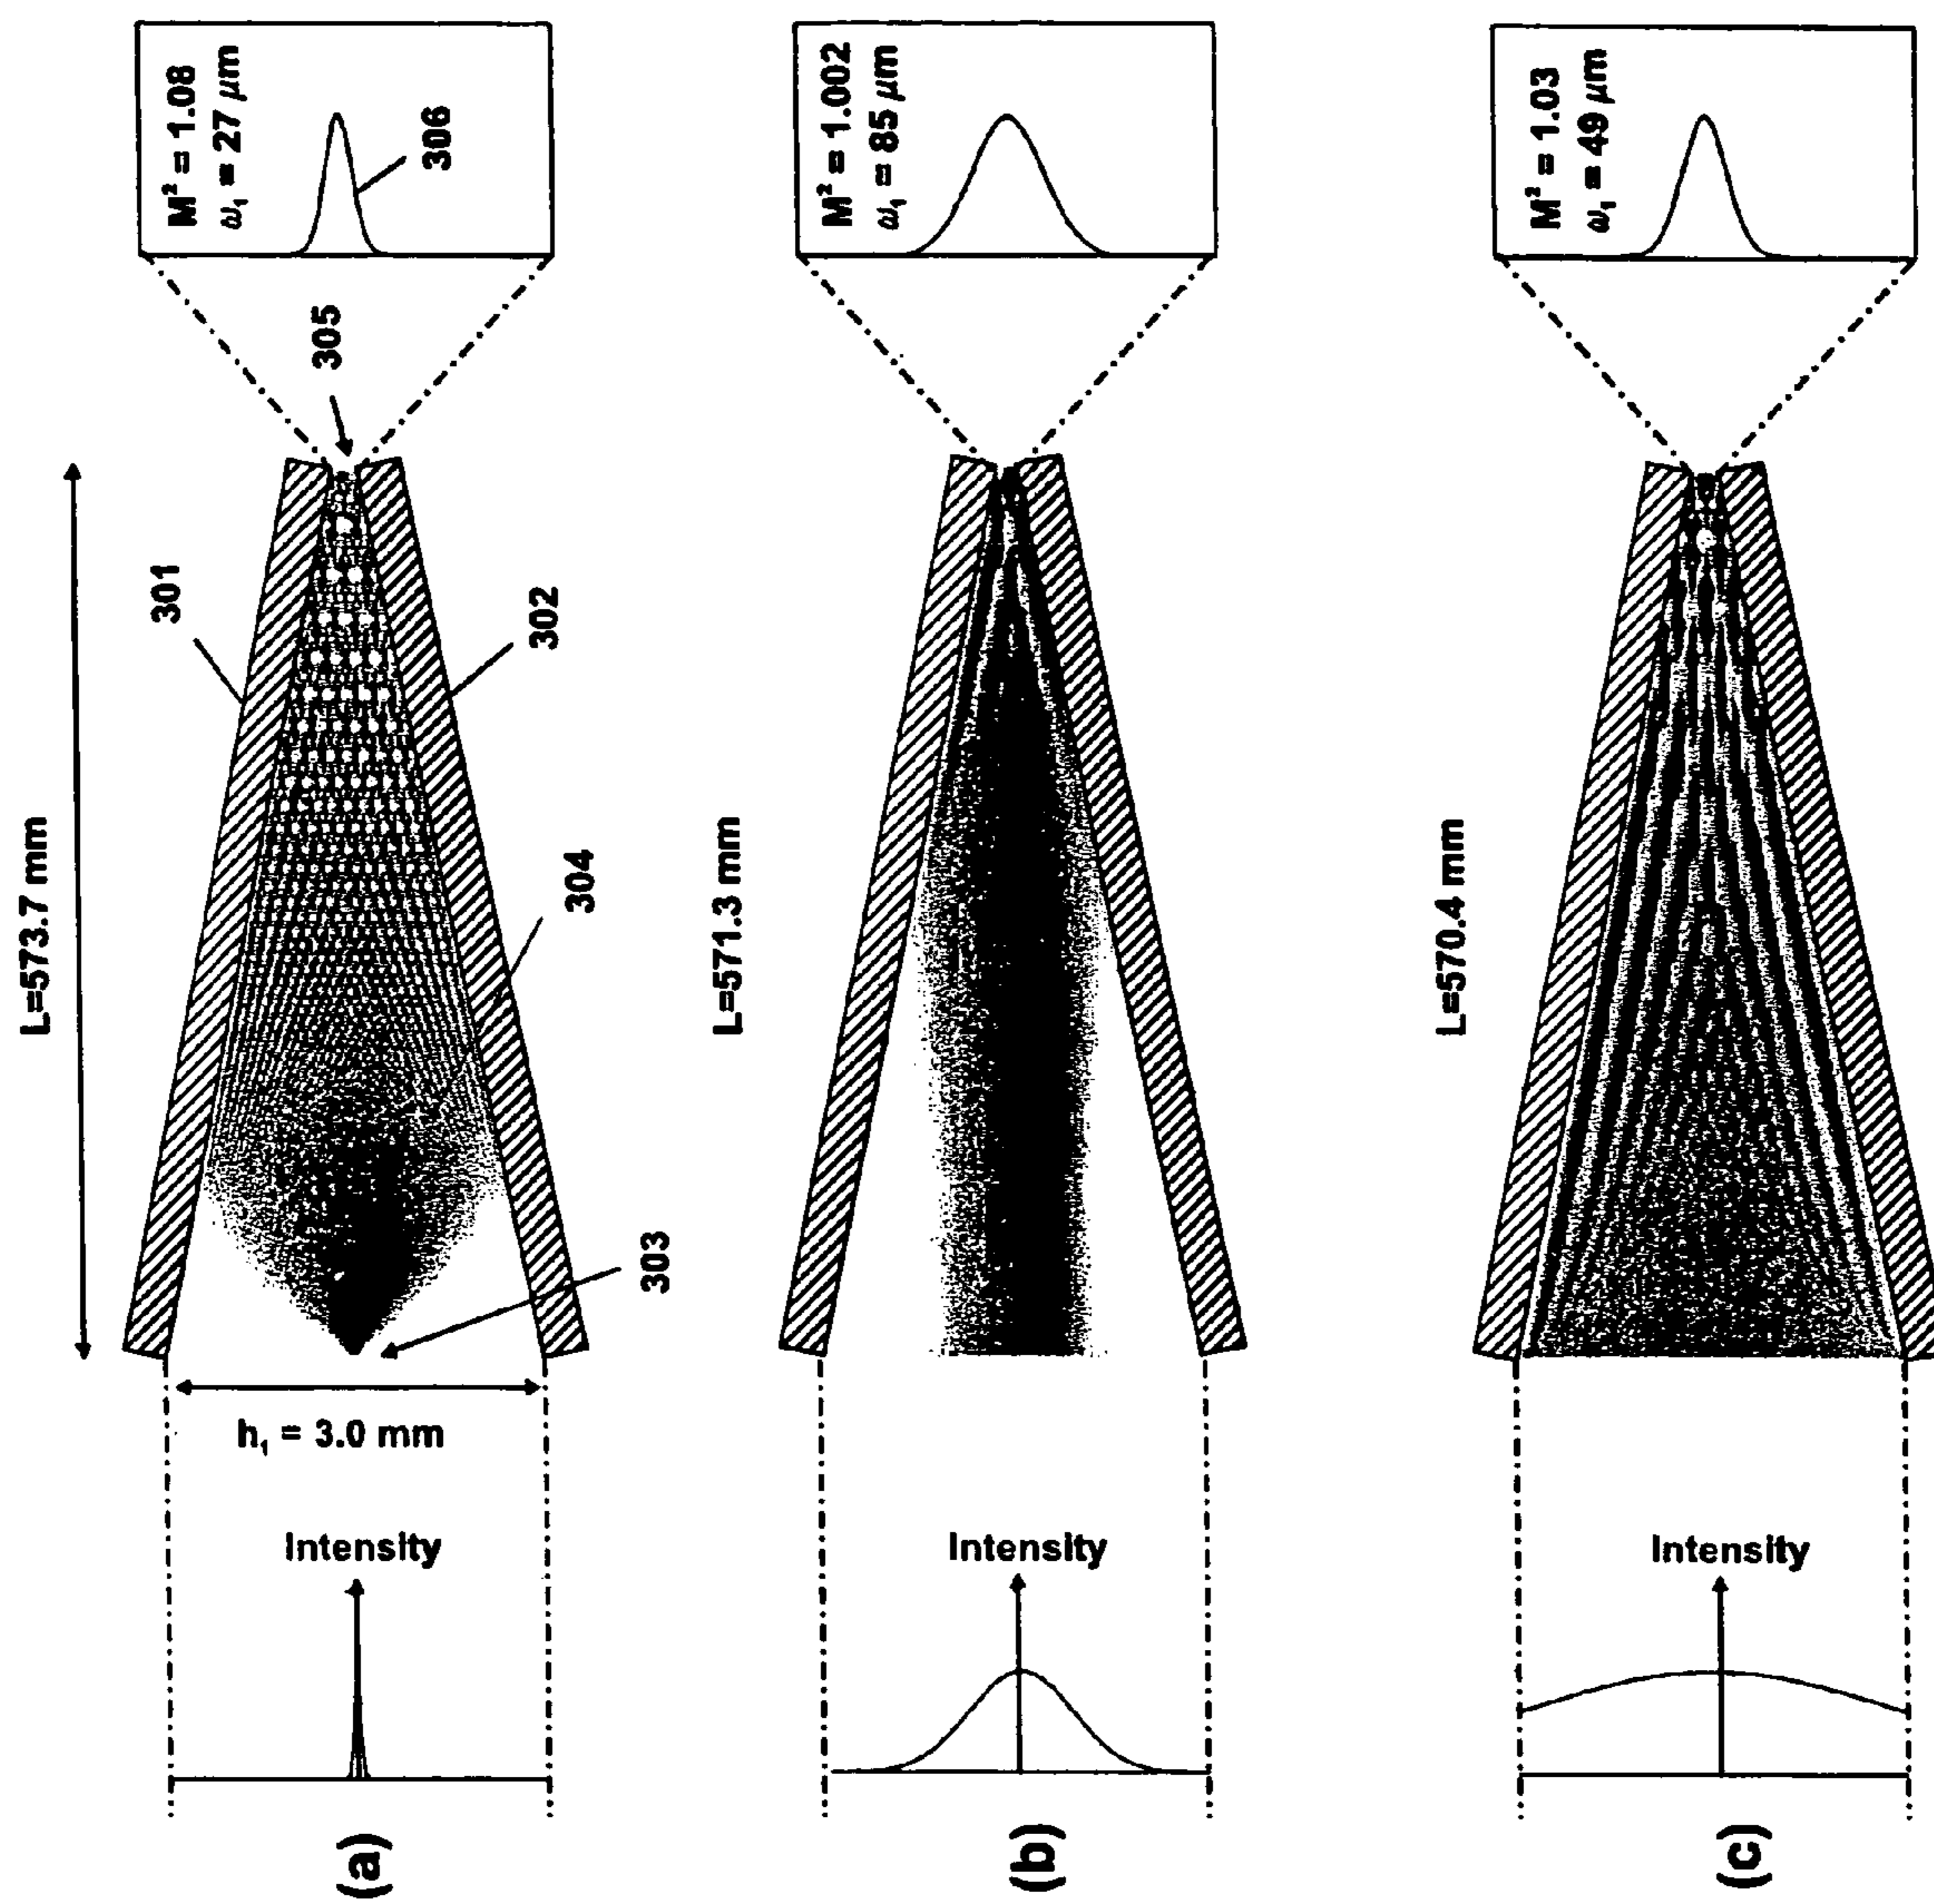 (a)
Intensity
h₁ = 3.0 mm
L=573.7 mm
301
302
303
304
305
M² = 1.08
ω₁ = 27 μm
306
(b)
Intensity
L=571.3 mm
M² = 1.002
ω₁ = 85 μm
(c)
Intensity
L=570.4 mm
M² = 1.03
ω₁ = 49 μm